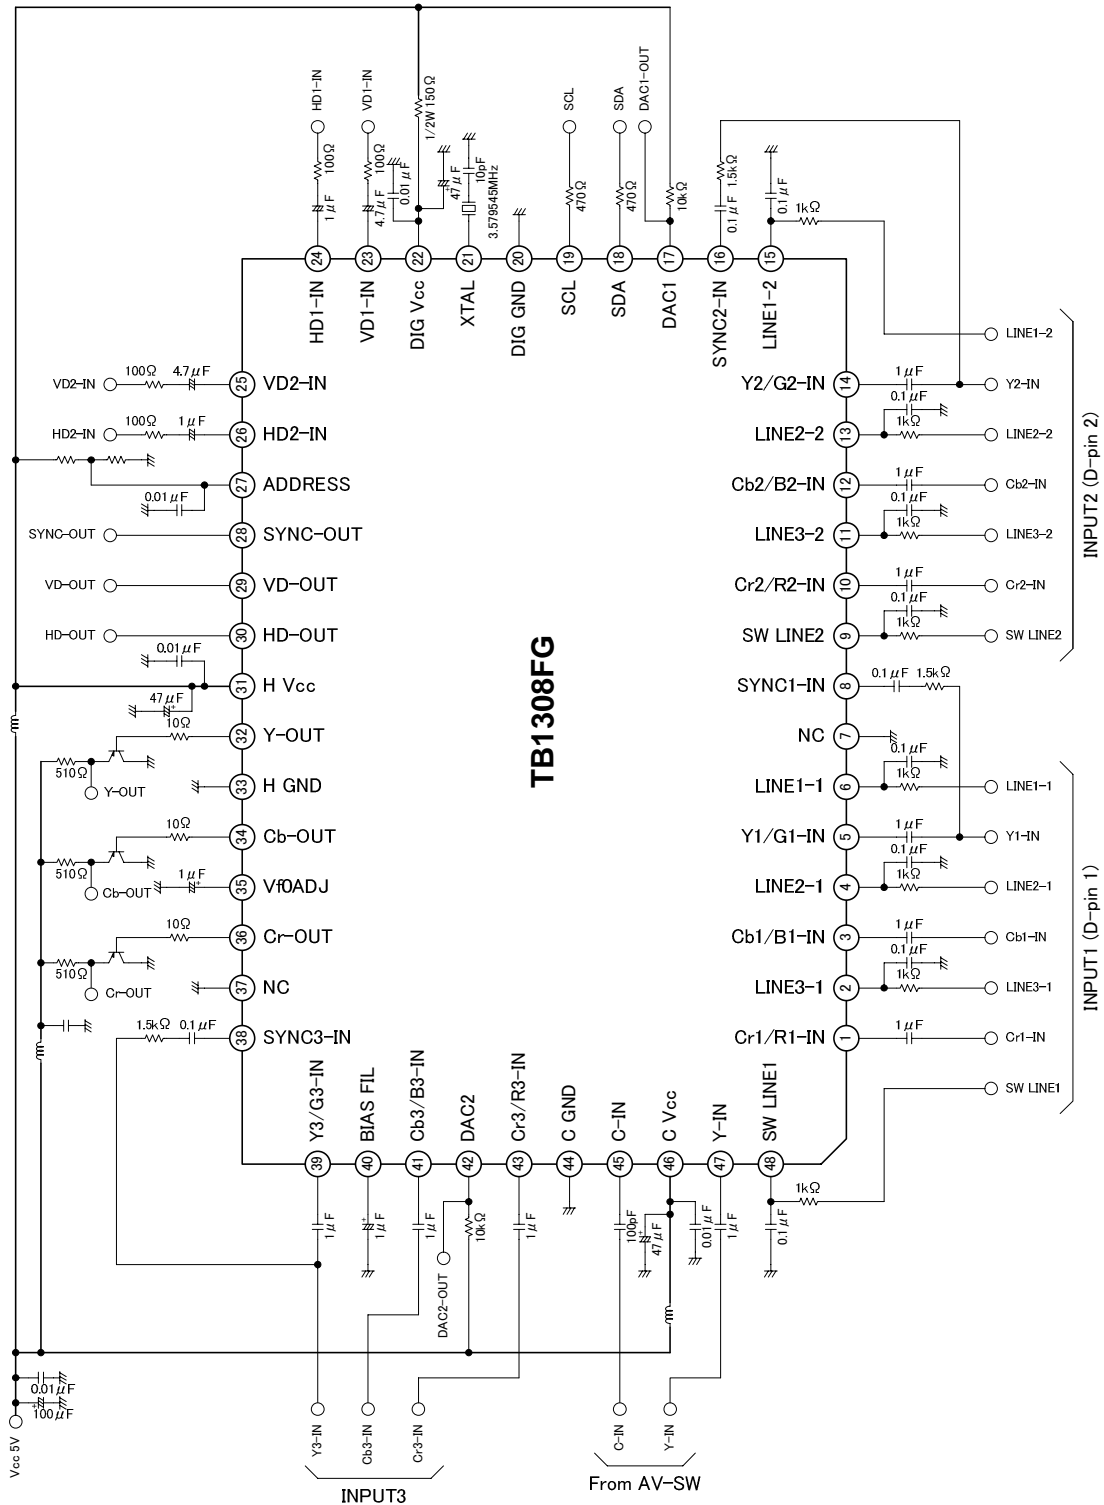 HD1-IN
VD1-IN
SCL
SDA
DAC1-OUT
1/2W 150Ω
100Ω
1μF
100Ω
4.7μF
0.01μF
47μF
+
10pF
3.579545MHz
470Ω
470Ω
10kΩ
0.1μF 1.5kΩ
0.1μF
1kΩ
24
23
22
21
20
19
18
17
16
15
HD1-IN
VD1-IN
DIG Vcc
XTAL
DIG GND
SCL
SDA
DAC1
SYNC2-IN
LINE1-2
VD2-IN
100Ω
4.7μF
25
VD2-IN
HD2-IN
100Ω
1μF
26
HD2-IN
0.01μF
27
ADDRESS
SYNC-OUT
28
SYNC-OUT
VD-OUT
29
VD-OUT
HD-OUT
30
HD-OUT
0.01μF
31
H Vcc
47μF
+
10Ω
32
Y-OUT
510Ω
Y-OUT
33
H GND
10Ω
34
Cb-OUT
510Ω
Cb-OUT
1μF
+
35
Vf0ADJ
10Ω
36
Cr-OUT
510Ω
Cr-OUT
37
NC
1.5kΩ
0.1μF
38
SYNC3-IN
TB1308FG
LINE1-2
Y2/G2-IN
14
1μF
Y2-IN
0.1μF
LINE2-2
13
1kΩ
LINE2-2
Cb2/B2-IN
12
1μF
Cb2-IN
0.1μF
LINE3-2
11
1kΩ
LINE3-2
Cr2/R2-IN
10
1μF
Cr2-IN
0.1μF
SW LINE2
9
1kΩ
SW LINE2
INPUT2 (D-pin 2)
SYNC1-IN
8
0.1μF
1.5kΩ
NC
7
0.1μF
LINE1-1
6
1kΩ
LINE1-1
Y1/G1-IN
5
1μF
Y1-IN
0.1μF
LINE2-1
4
1kΩ
LINE2-1
Cb1/B1-IN
3
1μF
Cb1-IN
0.1μF
LINE3-1
2
1kΩ
LINE3-1
Cr1/R1-IN
1
1μF
Cr1-IN
SW LINE1
INPUT1 (D-pin 1)
Y3/G3-IN
BIAS FIL
Cb3/B3-IN
DAC2
Cr3/R3-IN
C GND
C-IN
C Vcc
Y-IN
SW LINE1
39
40
41
42
43
44
45
46
47
48
1μF
+
1μF
1μF
10kΩ
1μF
100pF
+
47μF
0.01μF
1μF
0.1μF
1kΩ
DAC2-OUT
0.01μF
+
100μF
Vcc 5V
Y3-IN
Cb3-IN
Cr3-IN
C-IN
Y-IN
INPUT3
From AV-SW